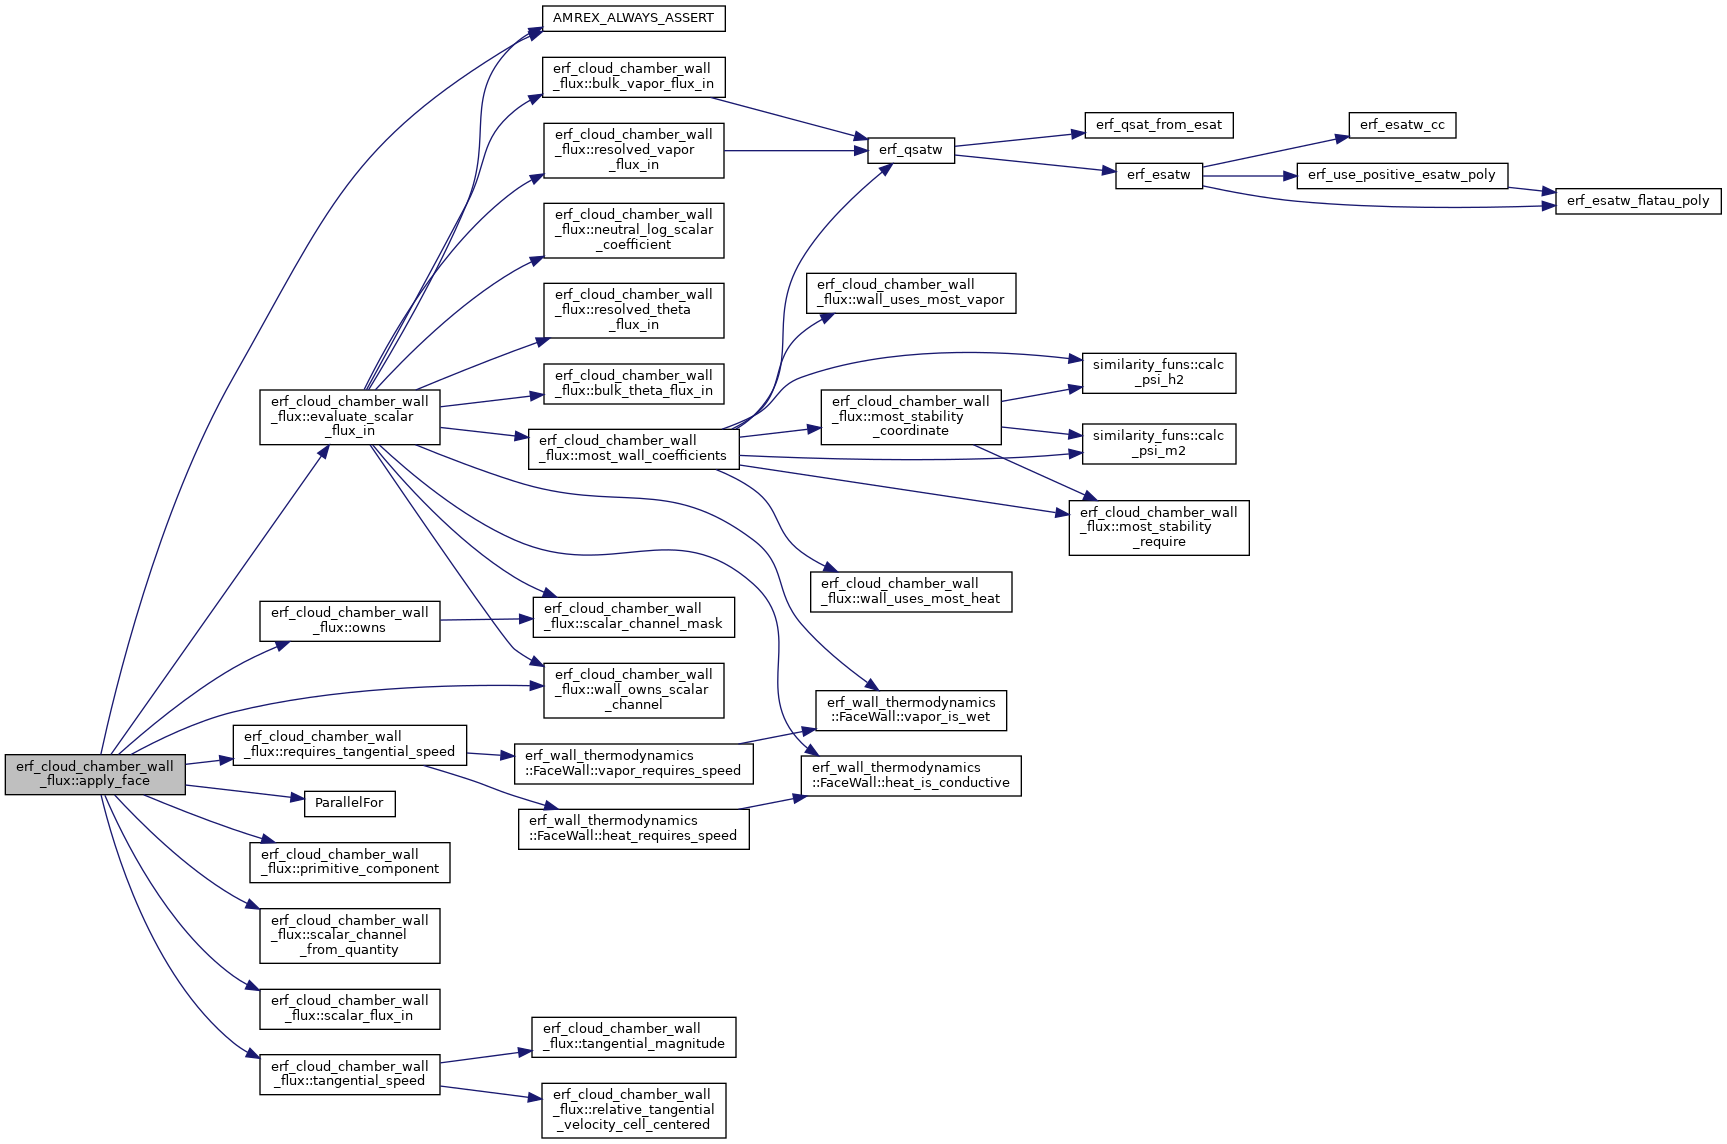 AMREX_ALWAYS_ASSERT
erf_cloud_chamber_wall
_flux::bulk_vapor_flux_in
erf_cloud_chamber_wall
_flux::resolved_vapor
_flux_in
erf_cloud_chamber_wall
_flux::neutral_log_scalar
_coefficient
erf_cloud_chamber_wall
_flux::resolved_theta
_flux_in
erf_cloud_chamber_wall
_flux::bulk_theta_flux_in
erf_cloud_chamber_wall
_flux::evaluate_scalar
_flux_in
erf_cloud_chamber_wall
_flux::most_wall_coefficients
erf_qsatw
erf_qsat_from_esat
erf_esatw
erf_esatw_cc
erf_use_positive_esatw_poly
erf_esatw_flatau_poly
erf_cloud_chamber_wall
_flux::wall_uses_most_vapor
erf_cloud_chamber_wall
_flux::most_stability
_coordinate
similarity_funs::calc
_psi_h2
similarity_funs::calc
_psi_m2
erf_cloud_chamber_wall
_flux::most_stability
_require
erf_cloud_chamber_wall
_flux::wall_uses_most_heat
erf_cloud_chamber_wall
_flux::owns
erf_cloud_chamber_wall
_flux::scalar_channel_mask
erf_cloud_chamber_wall
_flux::wall_owns_scalar
_channel
erf_cloud_chamber_wall
_flux::requires_tangential_speed
erf_wall_thermodynamics
::FaceWall::vapor_requires_speed
erf_wall_thermodynamics
::FaceWall::heat_requires_speed
erf_wall_thermodynamics
::FaceWall::vapor_is_wet
erf_wall_thermodynamics
::FaceWall::heat_is_conductive
erf_cloud_chamber_wall
_flux::apply_face
ParallelFor
erf_cloud_chamber_wall
_flux::primitive_component
erf_cloud_chamber_wall
_flux::scalar_channel
_from_quantity
erf_cloud_chamber_wall
_flux::scalar_flux_in
erf_cloud_chamber_wall
_flux::tangential_speed
erf_cloud_chamber_wall
_flux::tangential_magnitude
erf_cloud_chamber_wall
_flux::relative_tangential
_velocity_cell_centered